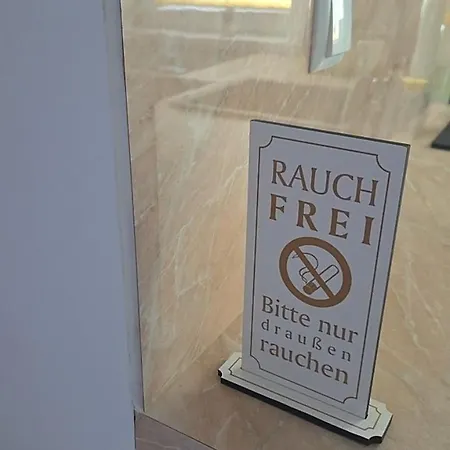 RAUCH
FREI
Bitte nur
draußen
rauchen